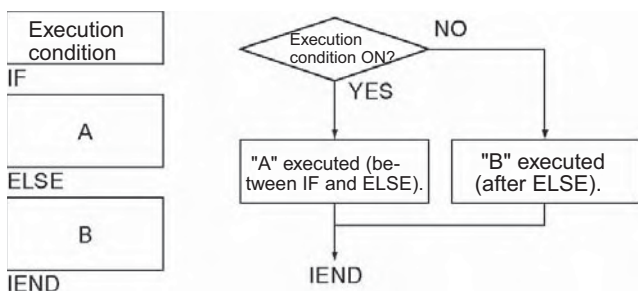 Execution
condition
IF
A
ELSE
B
IEND
Execution
condition ON?
NO
YES
"A" executed (be-
tween IF and ELSE).
"B" executed
(after ELSE).
IEND